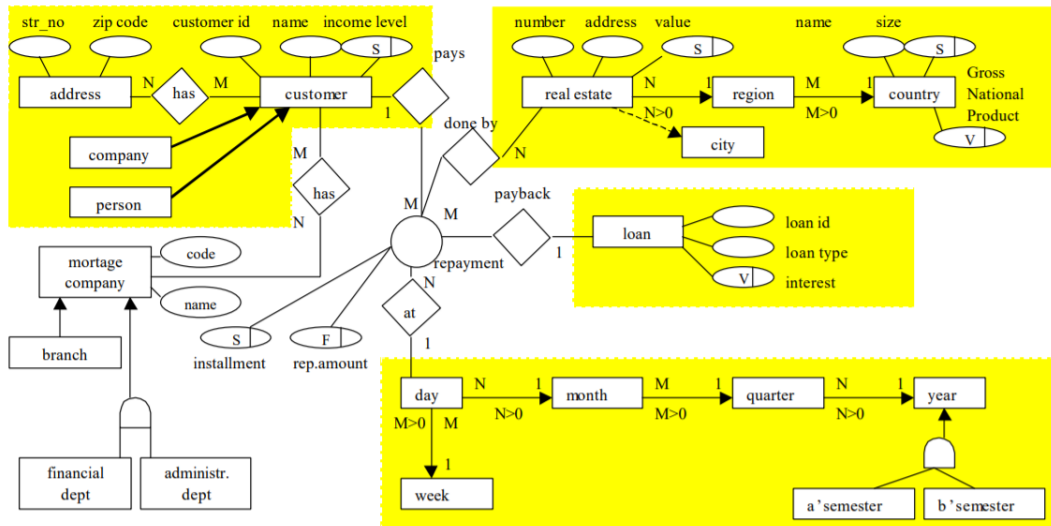 str_no zip code customer id name income level
S
address N has M customer 1
pays
company
person
M
has
N
number address value
S
name size
S
real estate N 1 region M 1 country
N>0 M>0
city
Gross
National
Product
V
done by
N
M
M
repayment
payback
1
loan
loan id
loan type
V
interest
mortage
company
code
name
branch
financial
dept
administr.
dept
S
installment
F
rep.amount
N
at
1
day N 1 month M 1 quarter N 1 year
M>0 M N>0 M>0 N>0
1
week
a’semester
b’semester